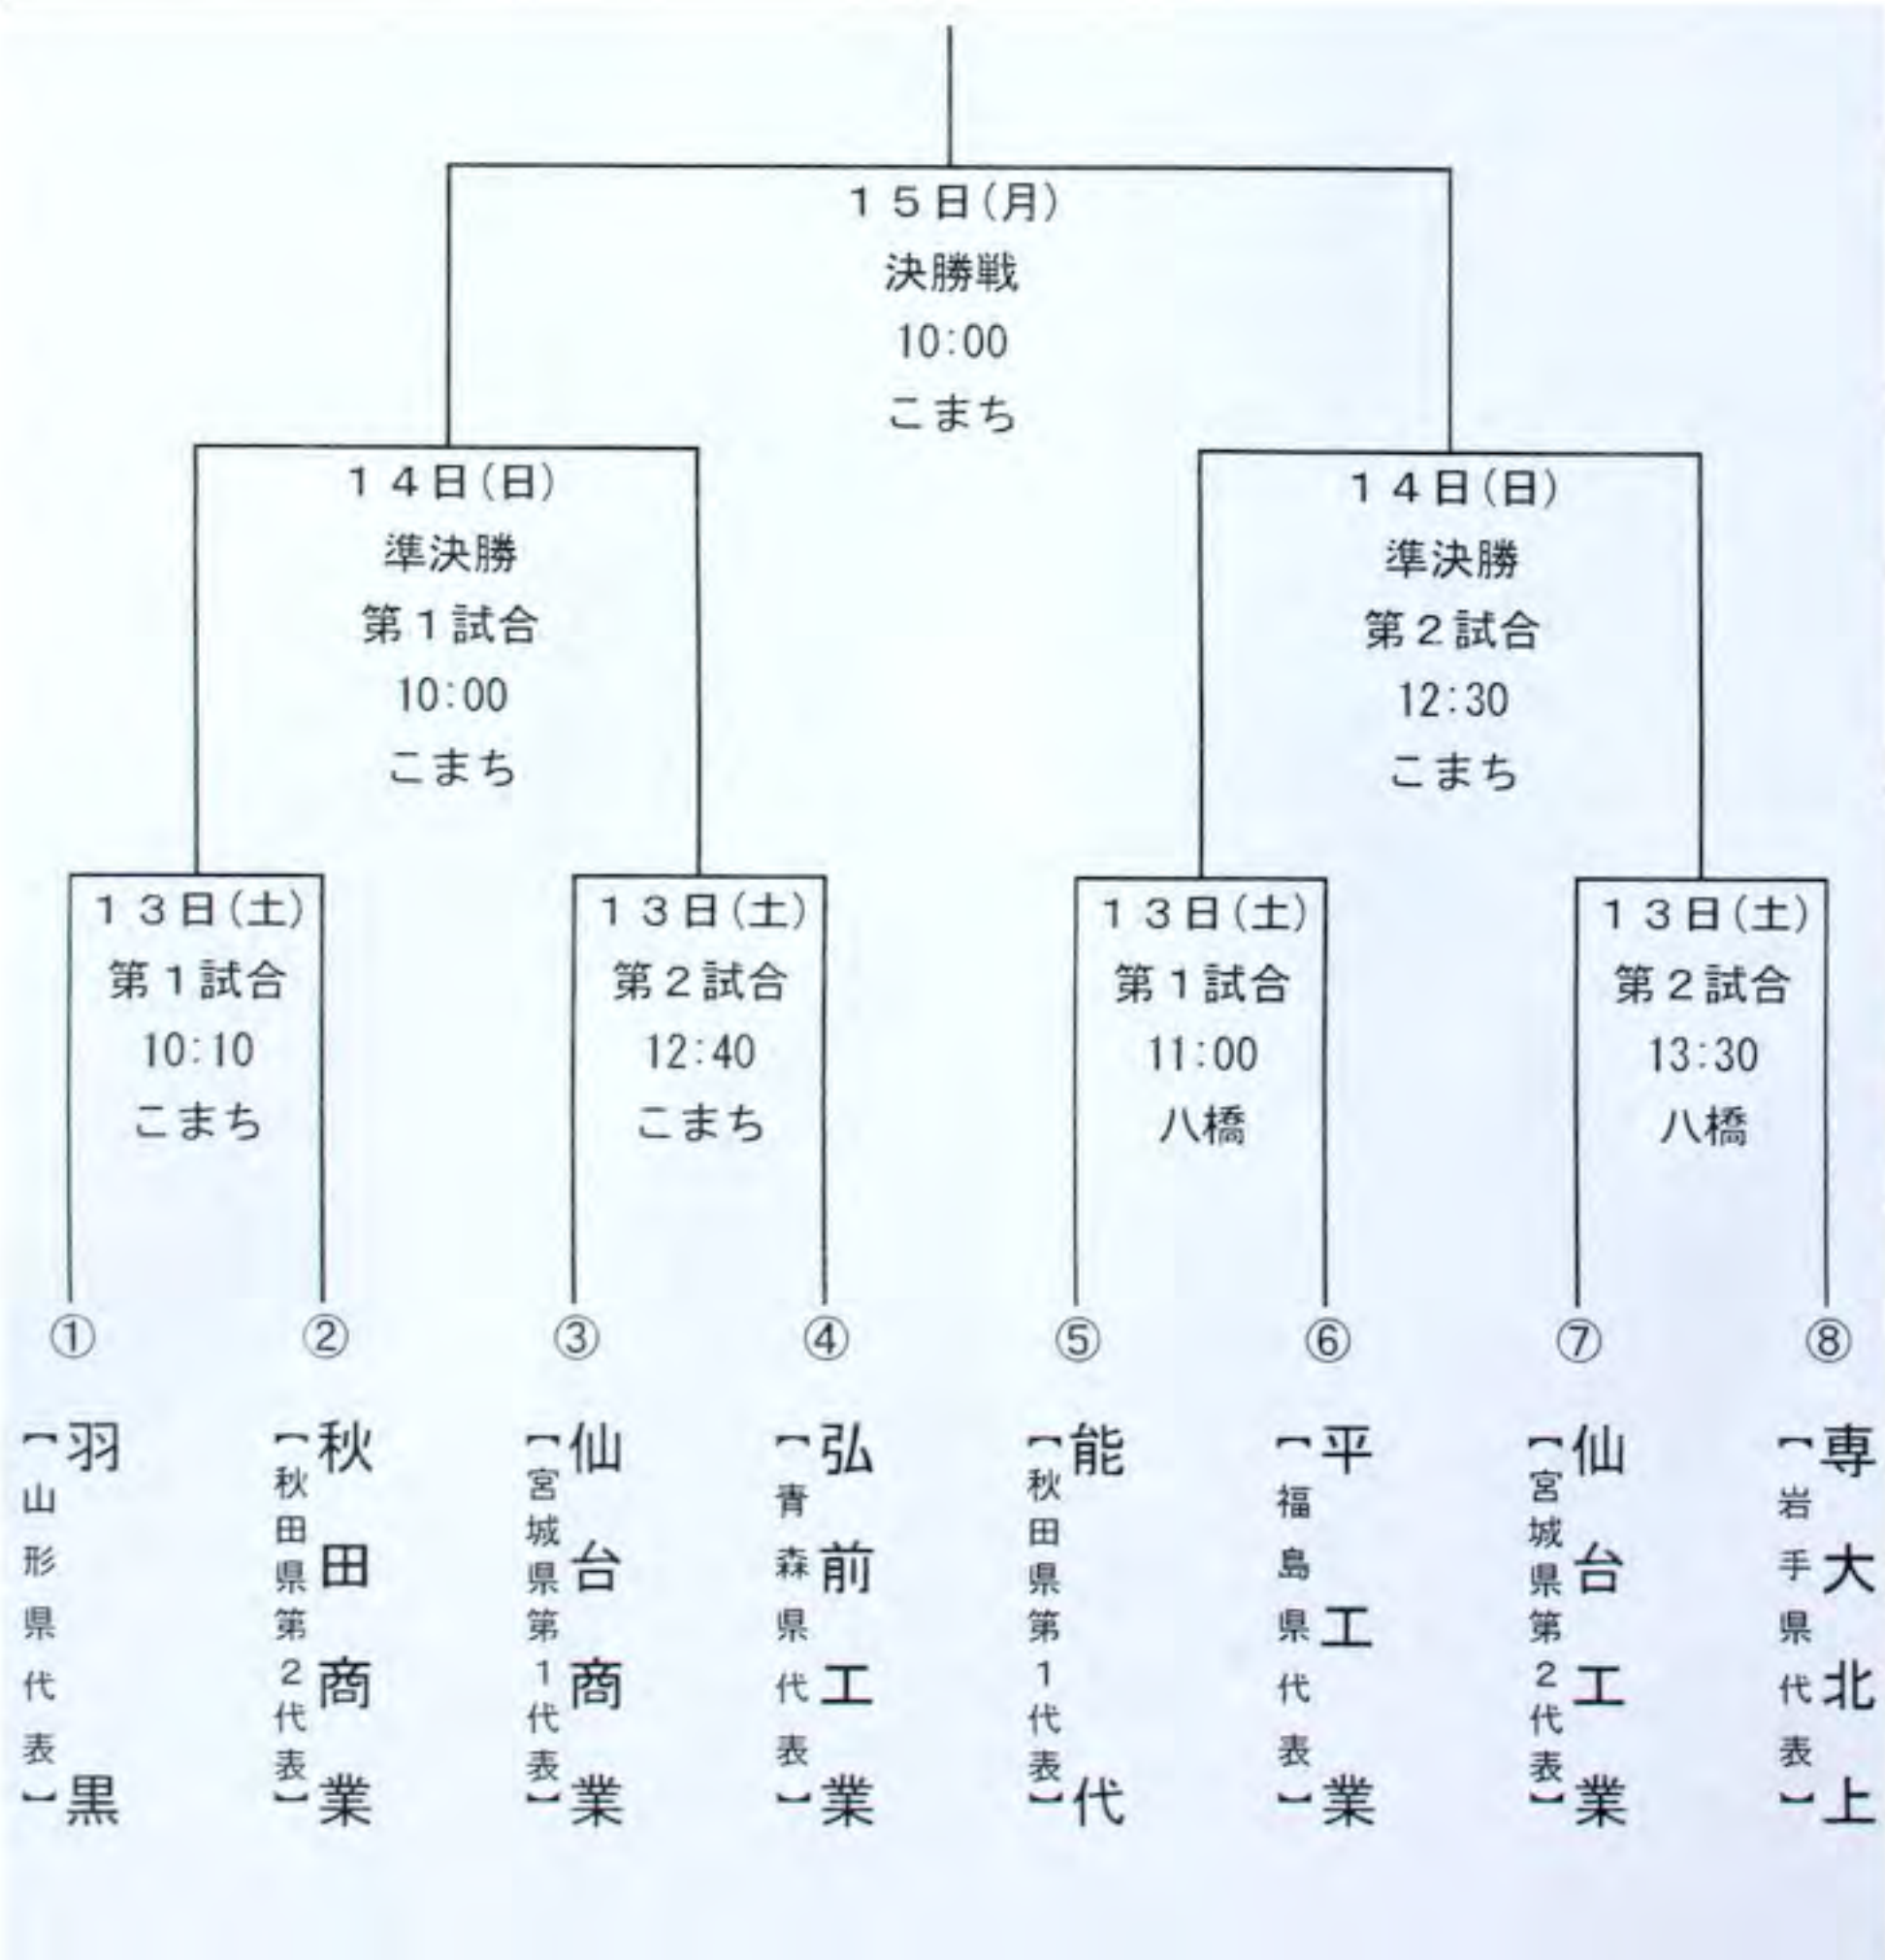 １５日(月)
決勝戦
10:00
こまち
１４日(日)
準決勝
第１試合
10:00
こまち
１４日(日)
準決勝
第２試合
12:30
こまち
１３日(土)
第１試合
10:10
こまち
１３日(土)
第２試合
12:40
こまち
１３日(土)
第１試合
11:00
八橋
１３日(土)
第２試合
13:30
八橋
①
羽黒
【山形県代表】
②
秋田商業
【秋田県第２代表】
③
仙台商業
【宮城県第１代表】
④
弘前工業
【青森県代表】
⑤
能代
【秋田県第１代表】
⑥
平工業
【福島県代表】
⑦
仙台工業
【宮城県第２代表】
⑧
専大北上
【岩手県代表】